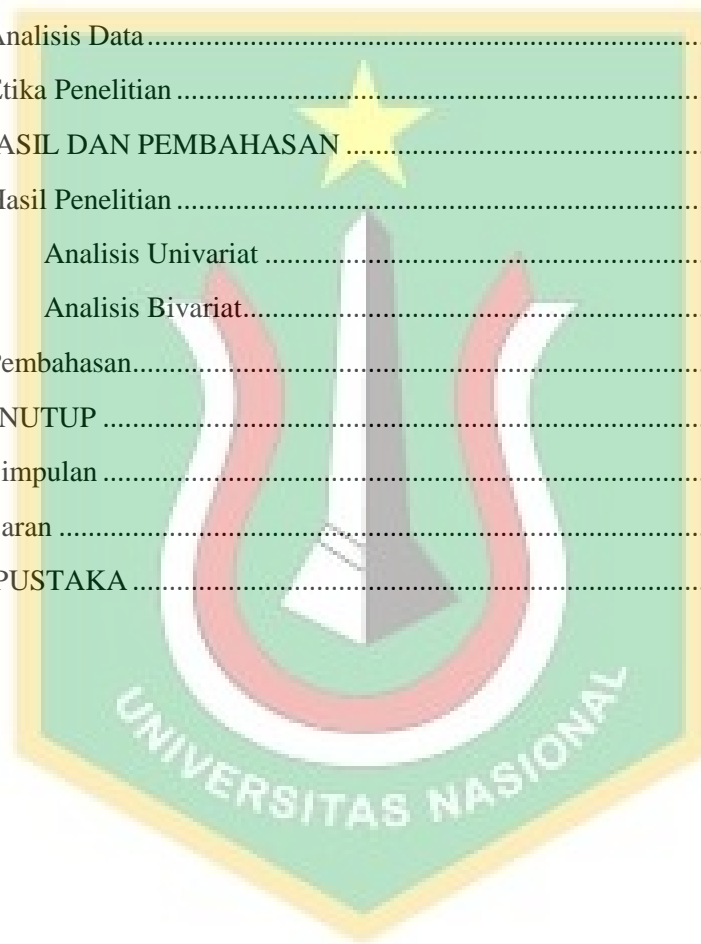 Analisis Data........................................................................
Etika Penelitian........................................................................
ASIL DAN PEMBAHASAN........................................................................
Hasil Penelitian........................................................................
Analisis Univariat........................................................................
Analisis Bivariat........................................................................
Pembahasan........................................................................
NUTUP........................................................................
impulan........................................................................
aran........................................................................
PUSTAKA........................................................................
UNIVERSITAS NASIONAL